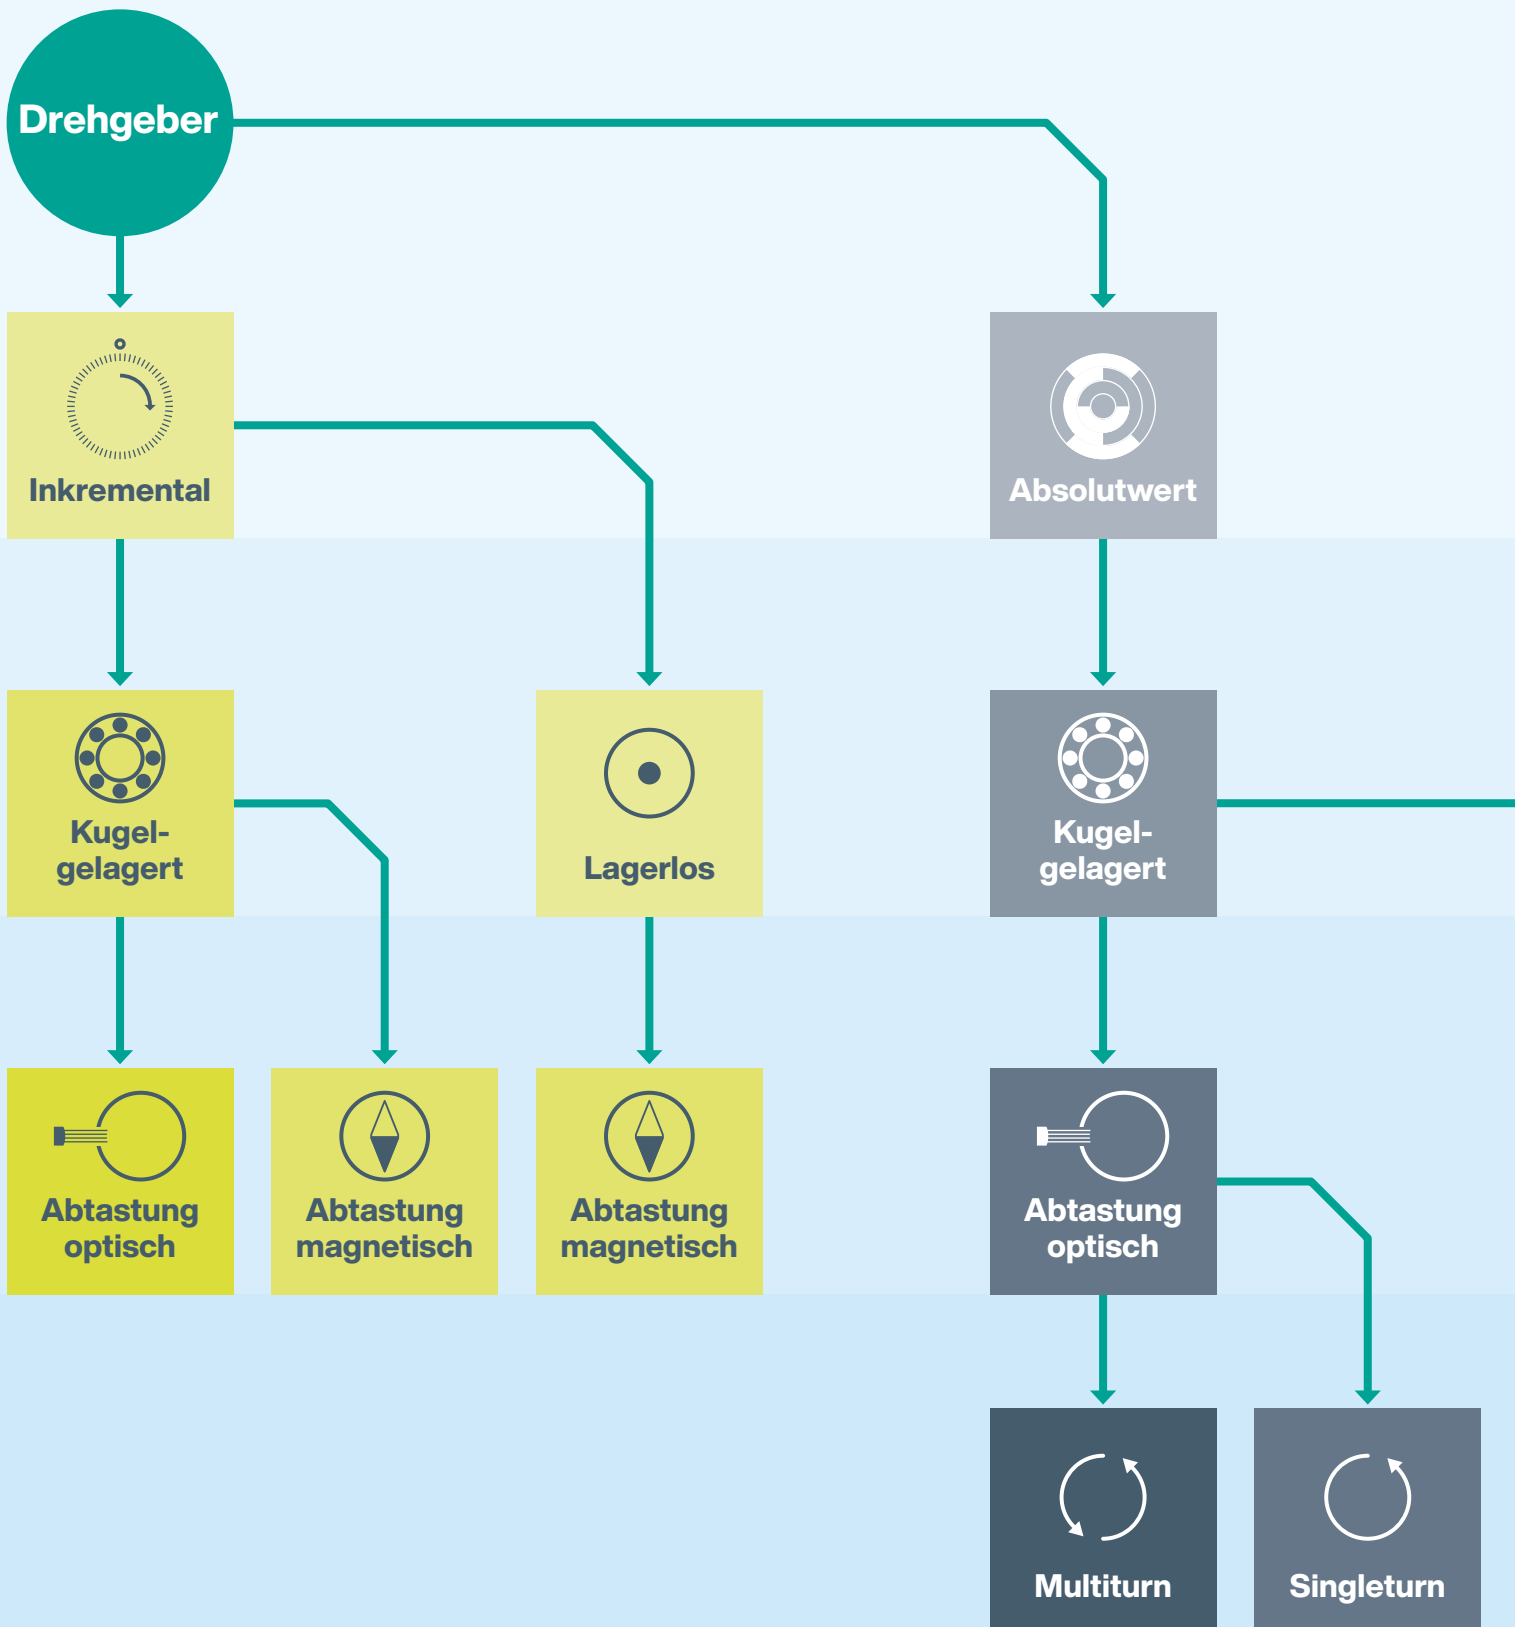 Drehgeber
Inkremental
Absolutwert
Kugel-
gelagert
Lagerlos
Kugel-
gelagert
Abtastung
optisch
Abtastung
magnetisch
Abtastung
magnetisch
Abtastung
optisch
Multiturn
Singleturn